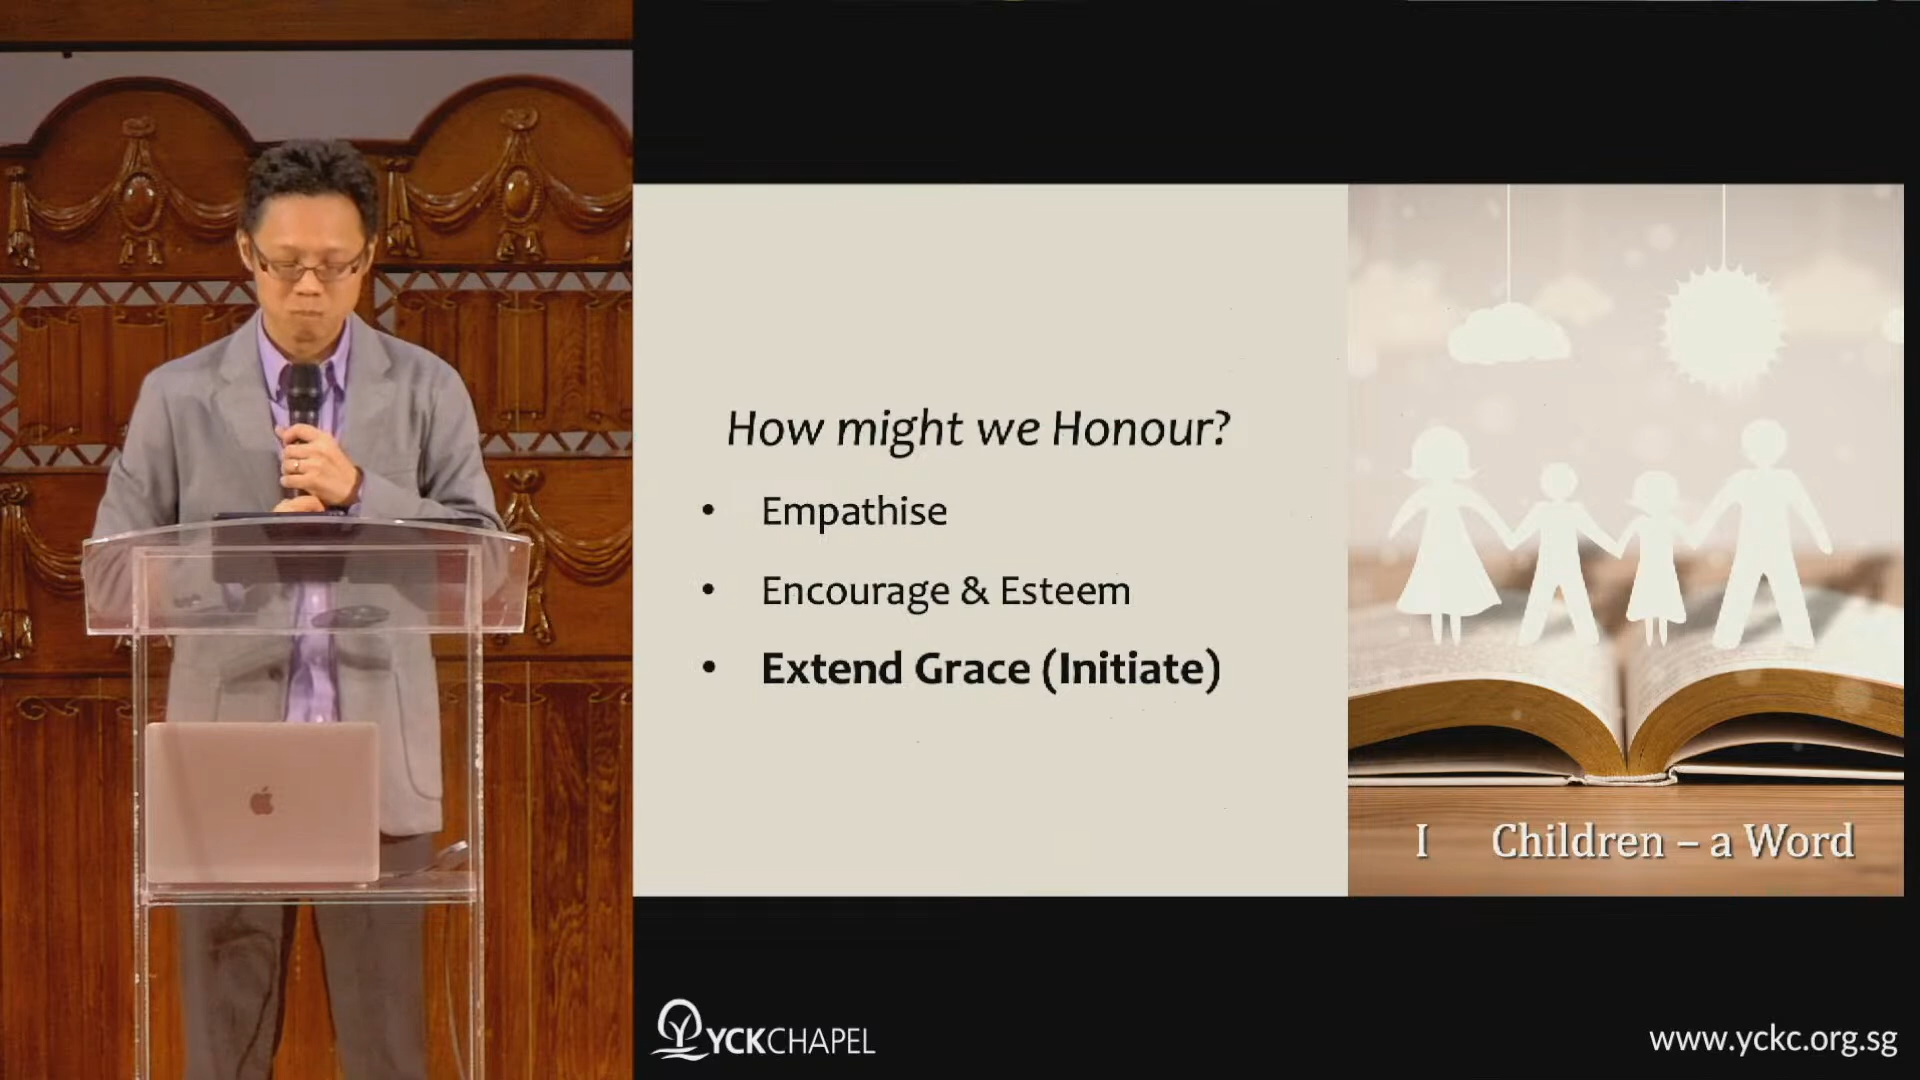 How might we Honour?
• Empathise
• Encourage & Esteem
• Extend Grace (Initiate)
I Children – a Word
YCKCHAPEL
www.yckc.org.sg